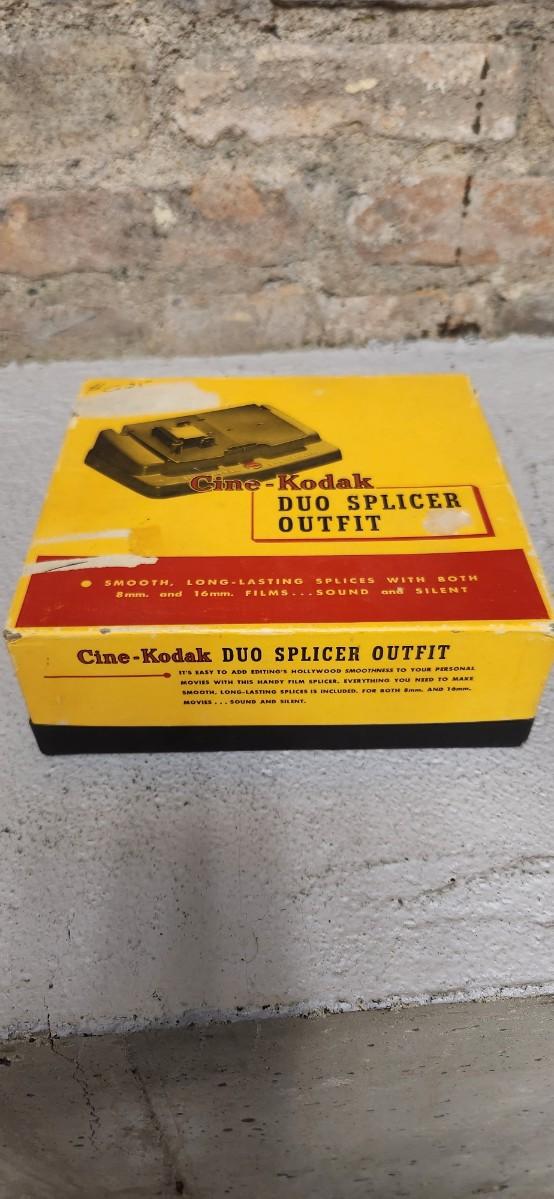 Cine-Kodak
DUO SPLICER
OUTFIT
SMOOTH, LONG-LASTING SPLICES WITH BOTH
8mm. and 16mm. FILMS...SOUND and SILENT
Cine-Kodak DUO SPLICER OUTFIT
IT'S EASY TO ADD EDITING'S HOLLYWOOD SMOOTHNESS TO YOUR PERSONAL
MOVIES WITH THIS HANDY FILM SPLICER. EVERYTHING YOU NEED TO MAKE
SMOOTH, LONG-LASTING SPLICES IS INCLUDED. FOR BOTH 8mm. AND 16mm.
MOVIES . . . SOUND AND SILENT.